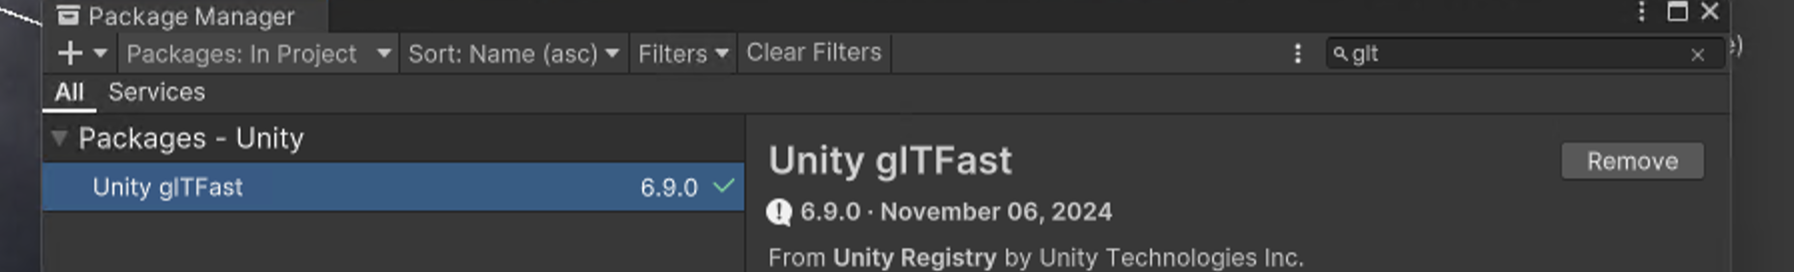 Package Manager
Packages: In Project Sort: Name (asc) Filters Clear Filters glt
All Services
Packages - Unity
Unity glTFast 6.9.0
Unity glTFast Remove
6.9.0 · November 06, 2024
From Unity Registry by Unity Technologies Inc.